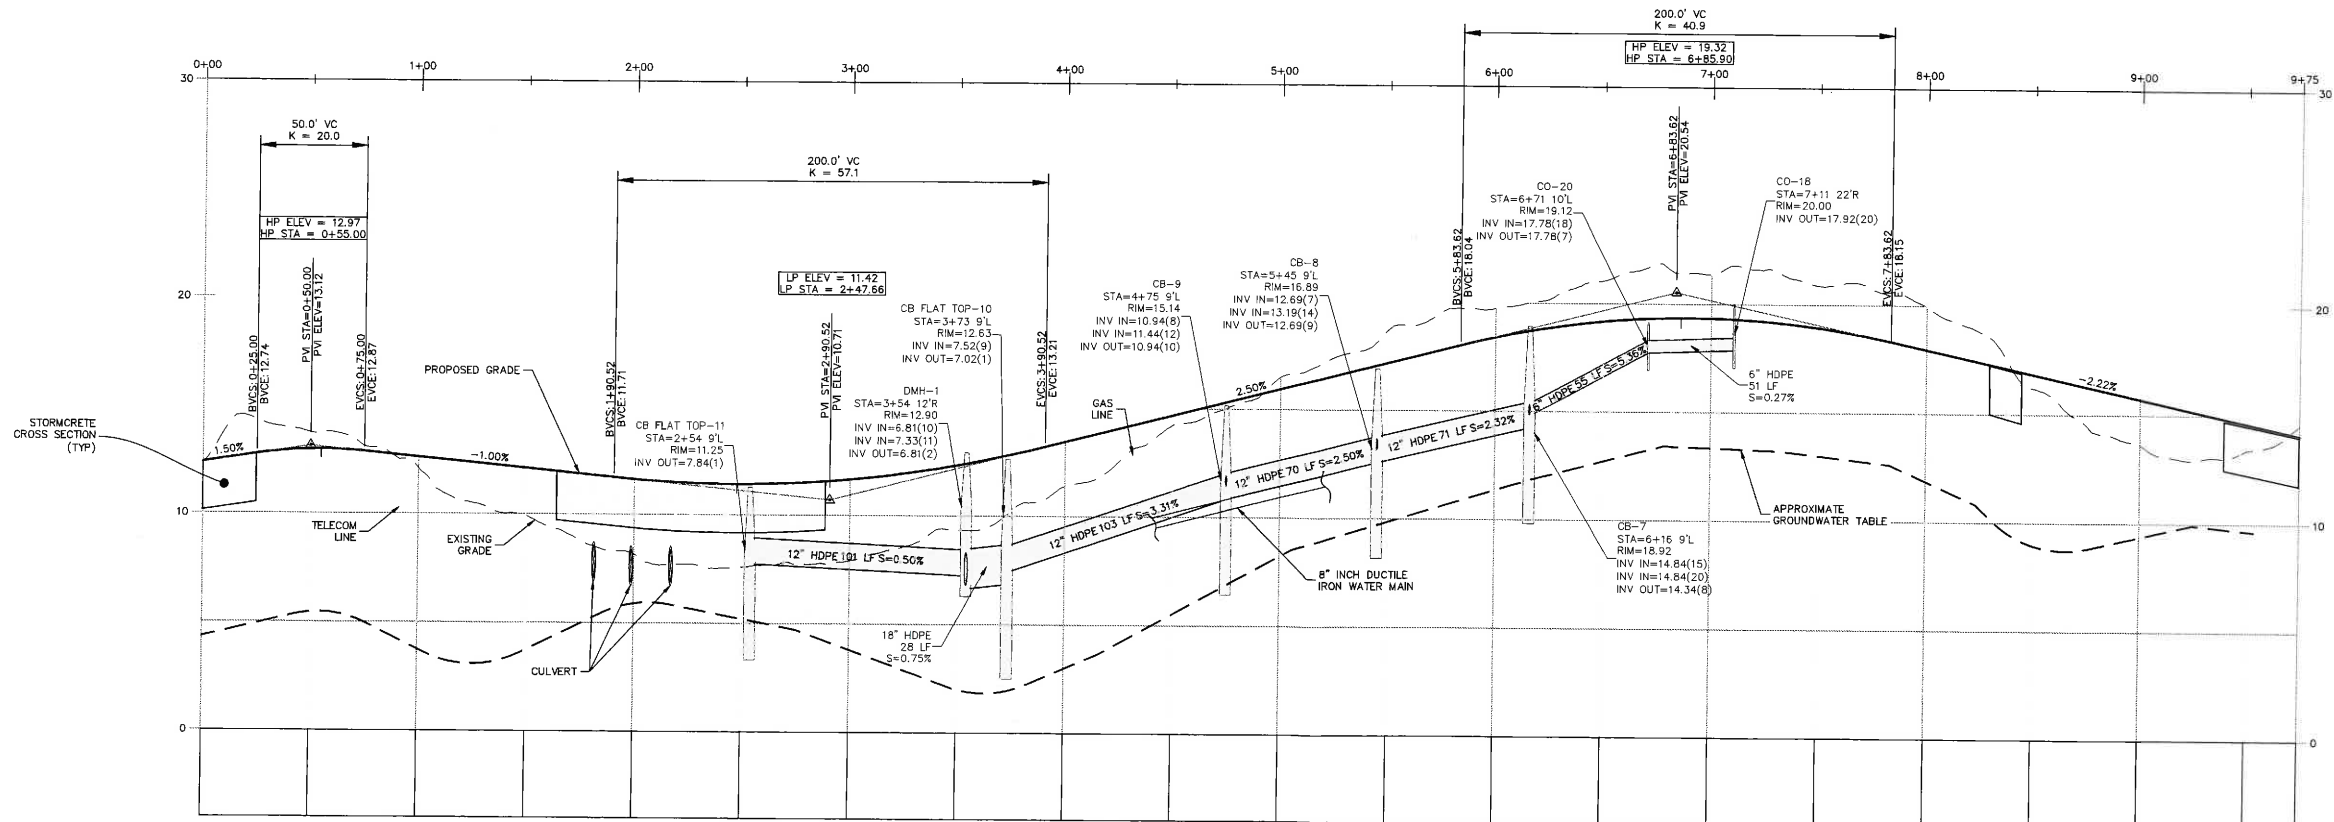 200.0' VC
K = 40.9
HP ELEV = 19.32
HP STA = 6+85.90
0+00
1+00
2+00
3+00
4+00
5+00
6+00
7+00
8+00
9+00
9+75
30
30
50.0' VC
K = 20.0
HP ELEV = 12.97
HP STA = 0+55.00
BVCS: 0+25.00
BVCE: 12.74
PVI STA=0+50.00
PVI ELEV=13.12
EVCS: 0+75.00
EVCE: 12.87
200.0' VC
K = 57.1
LP ELEV = 11.42
LP STA = 2+47.66
BVCS: 1+90.52
BVCE: 11.71
PVI STA=2+90.52
PVI ELEV=10.71
EVCS: 3+90.52
EVCE: 13.21
BVCS: 5+83.62
BVCE: 18.04
PVI STA=6+83.62
PVI ELEV=20.54
EVCS: 7+83.62
EVCE: 18.15
20
20
CO-20
STA=6+71 10'L
RIM=19.12
INV IN=17.78(18)
INV OUT=17.78(7)
CO-18
STA=7+11 22'R
RIM=20.00
INV OUT=17.92(20)
CB-8
STA=5+45 9'L
RIM=16.89
INV IN=12.69(7)
INV IN=13.19(14)
INV OUT=12.69(9)
CB-9
STA=4+75 9'L
RIM=15.14
INV IN=10.94(8)
INV IN=11.44(12)
INV OUT=10.94(10)
CB FLAT TOP-10
STA=3+73 9'L
RIM=12.63
INV IN=7.52(9)
INV OUT=7.02(1)
DMH-1
STA=3+54 12'R
RIM=12.90
INV IN=6.81(10)
INV IN=7.33(11)
INV OUT=6.81(2)
CB FLAT TOP-11
STA=2+54 9'L
RIM=11.25
INV OUT=7.84(1)
PROPOSED GRADE
STORMCRETE
CROSS SECTION
(TYP)
1.50%
-1.00%
2.50%
-2.22%
GAS
LINE
6" HDPE
51 LF
S=0.27%
6" HDPE 55 LF S=5.36%
12" HDPE 71 LF S=2.32%
12" HDPE 70 LF S=2.50%
12" HDPE 103 LF S=3.31%
12" HDPE 101 LF S=0.50%
10
10
TELECOM
LINE
EXISTING
GRADE
APPROXIMATE
GROUNDWATER TABLE
CB-7
STA=6+16 9'L
RIM=18.92
INV IN=14.84(15)
INV IN=14.84(20)
INV OUT=14.34(8)
8" INCH DUCTILE
IRON WATER MAIN
18" HDPE
28 LF
S=0.75%
CULVERT
0
0